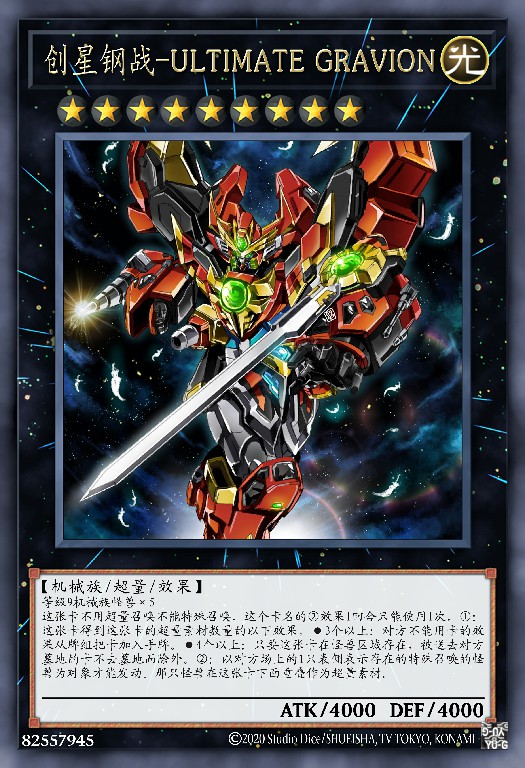 创星钢战-ULTIMATE GRAVION
光
【机械族/超量/效果】
等级9机械族怪兽×5
这张卡不用超量召唤不能特殊召唤。这个卡名的②效果1回合只能使用1次。①:
这张卡得到这张卡的超量素材数量的以下效果。●3个以上:对方不能用卡的效
果从牌组把卡加入手牌。●4个以上:只要这张卡在怪兽区域存在,被送去对方
墓地的卡不去墓地而除外。②:以对方场上的1只表侧表示存在的特殊召唤的怪
兽为对象才能发动。那只怪兽在这张卡下面重叠作为超量素材。
ATK/4000 DEF/4000
82557945
©2020 Studio Dice/SHUEISHA, TV TOKYO, KONAMI